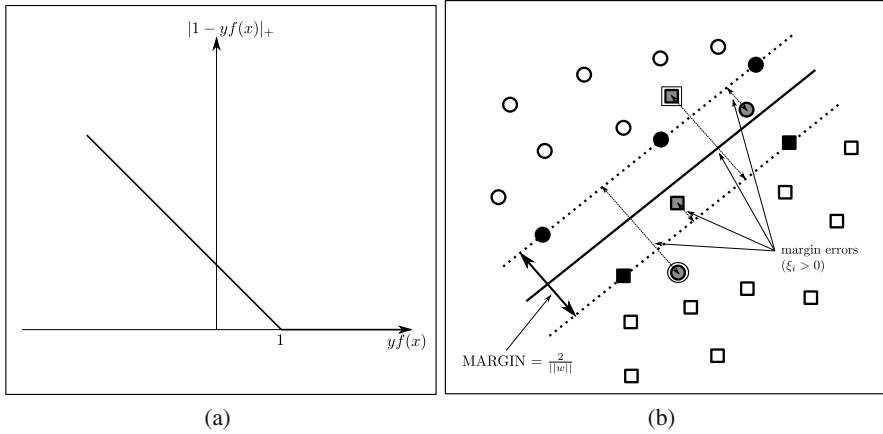 |1 − yf(x)|₊
1
yf(x)
(a)
margin errors
(ξᵢ > 0)
MARGIN = 2/||w||
(b)